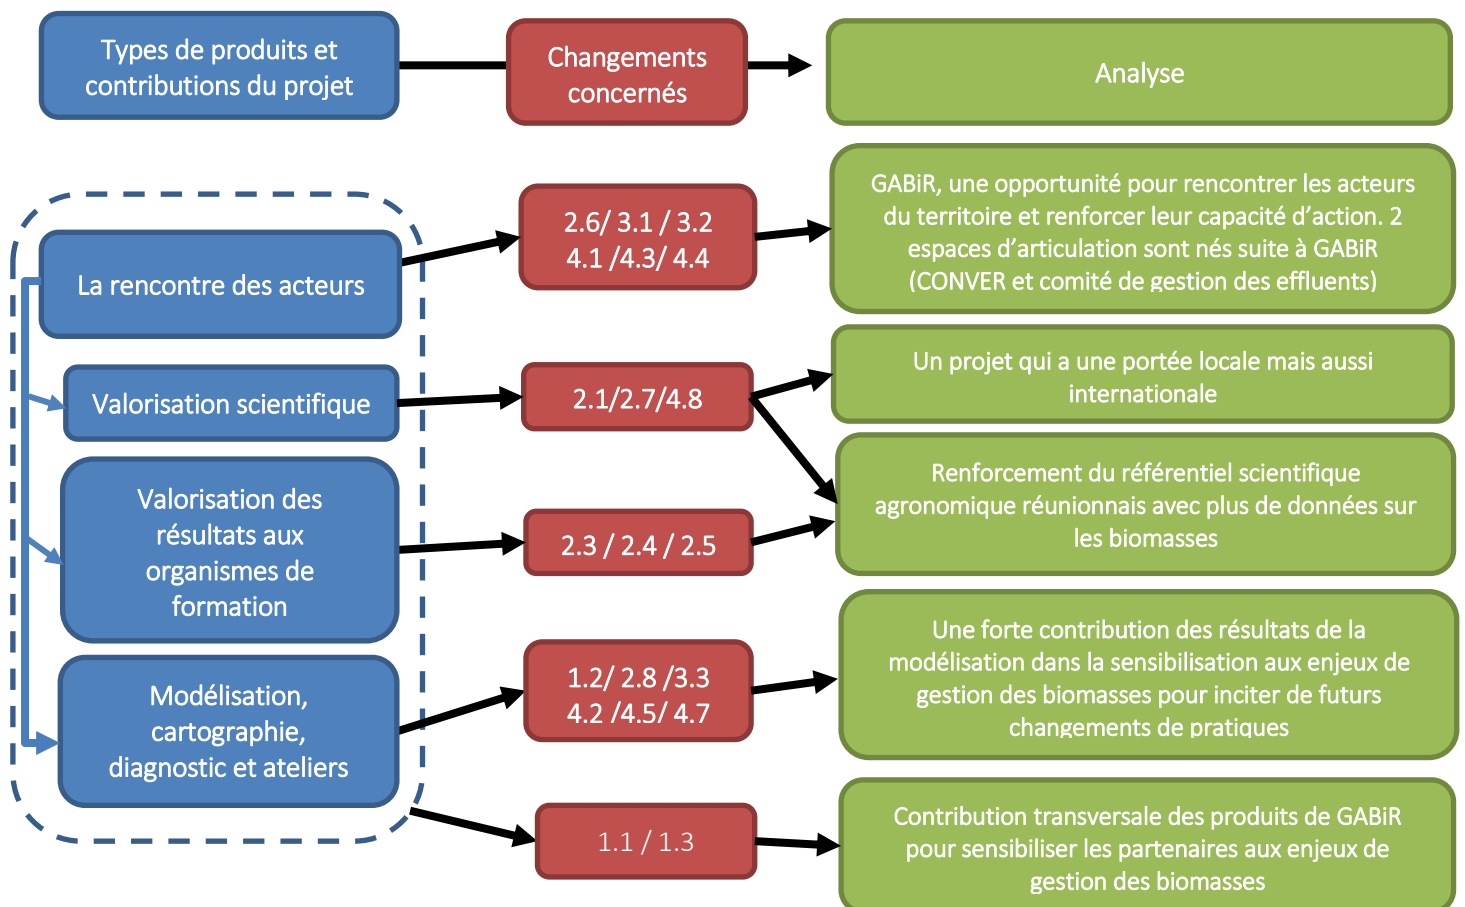 Types de produits et
contributions du projet
Changements
concernés
Analyse
La rencontre des acteurs
2.6/ 3.1 / 3.2
4.1 /4.3/ 4.4
GABiR, une opportunité pour rencontrer les acteurs
du territoire et renforcer leur capacité d’action. 2
espaces d’articulation sont nés suite à GABiR
(CONVER et comité de gestion des effluents)
Valorisation scientifique
2.1/2.7/4.8
Un projet qui a une portée locale mais aussi
internationale
Valorisation des
résultats aux
organismes de
formation
2.3 / 2.4 / 2.5
Renforcement du référentiel scientifique
agronomique réunionnais avec plus de données sur
les biomasses
Modélisation,
cartographie,
diagnostic et ateliers
1.2/ 2.8 /3.3
4.2 /4.5/ 4.7
Une forte contribution des résultats de la
modélisation dans la sensibilisation aux enjeux de
gestion des biomasses pour inciter de futurs
changements de pratiques
1.1 / 1.3
Contribution transversale des produits de GABiR
pour sensibiliser les partenaires aux enjeux de
gestion des biomasses